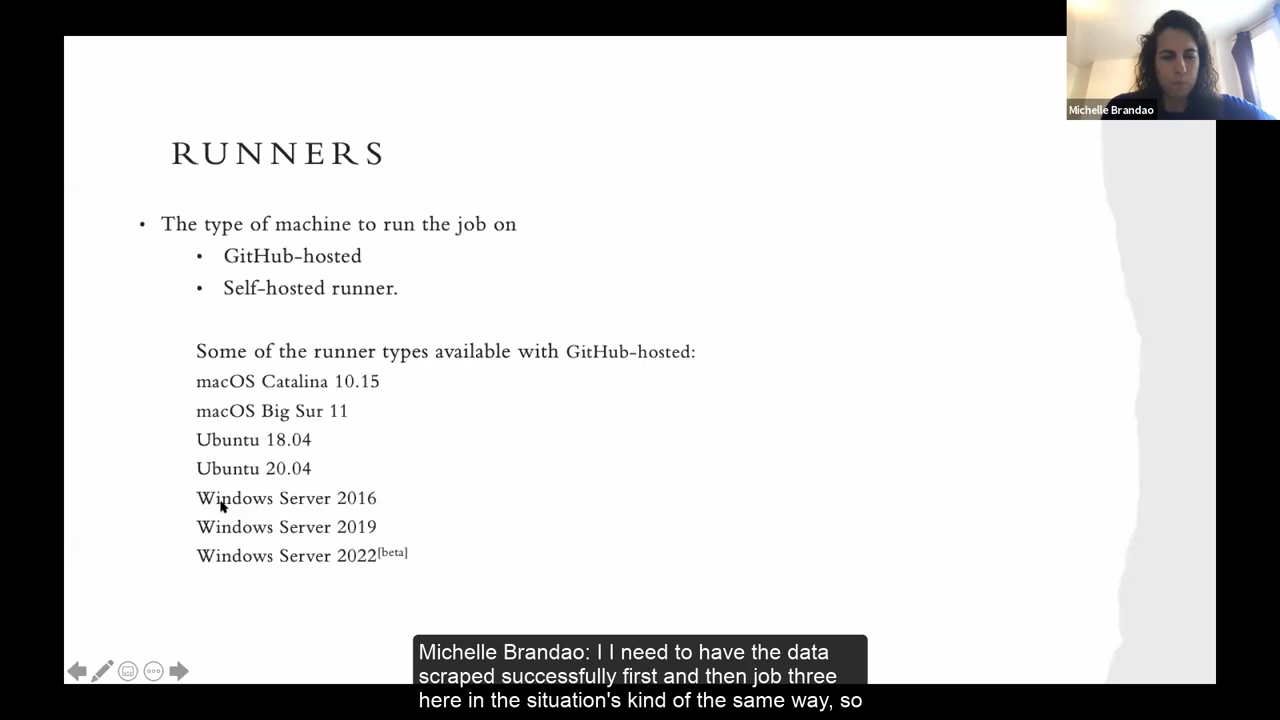 Michelle Brandao
RUNNERS
• The type of machine to run the job on
• GitHub-hosted
• Self-hosted runner.
Some of the runner types available with GitHub-hosted:
macOS Catalina 10.15
macOS Big Sur 11
Ubuntu 18.04
Ubuntu 20.04
Windows Server 2016
Windows Server 2019
Windows Server 2022[beta]
Michelle Brandao: I I need to have the data
scraped successfully first and then job three
here in the situation's kind of the same way, so